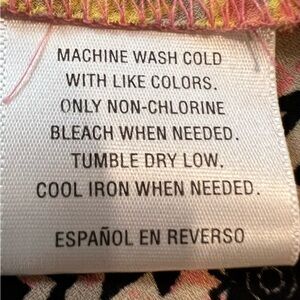 MACHINE WASH COLD
WITH LIKE COLORS.
ONLY NON-CHLORINE
BLEACH WHEN NEEDED.
TUMBLE DRY LOW.
COOL IRON WHEN NEEDED.
ESPAÑOL EN REVERSO